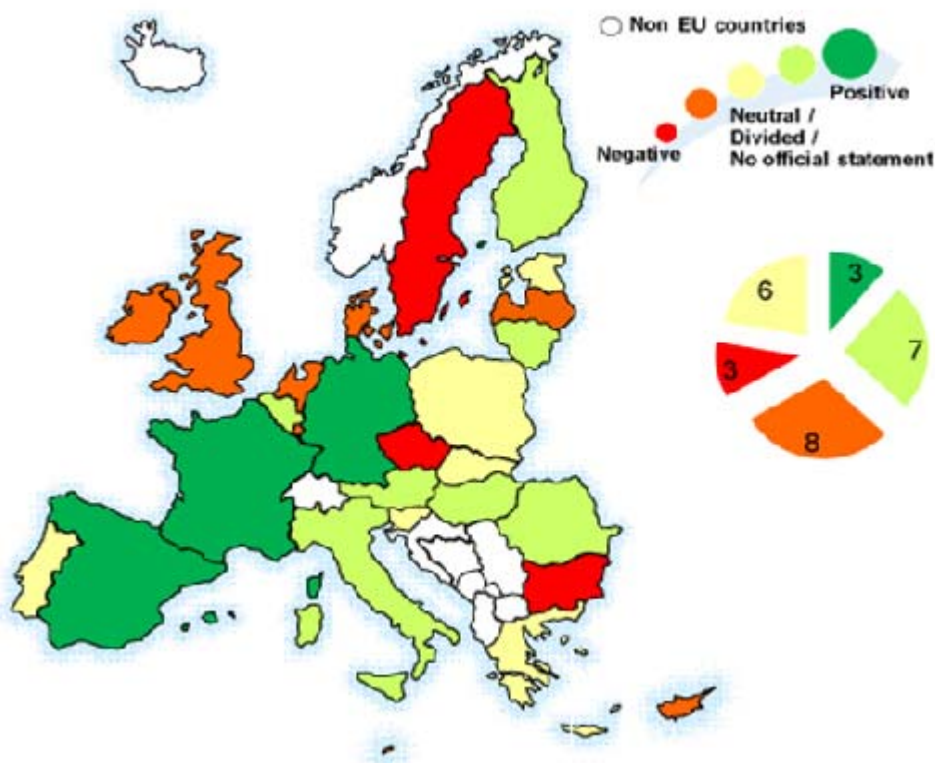 Non EU countries
Positive
Neutral /
Divided /
No official statement
Negative
6
3
7
3
8